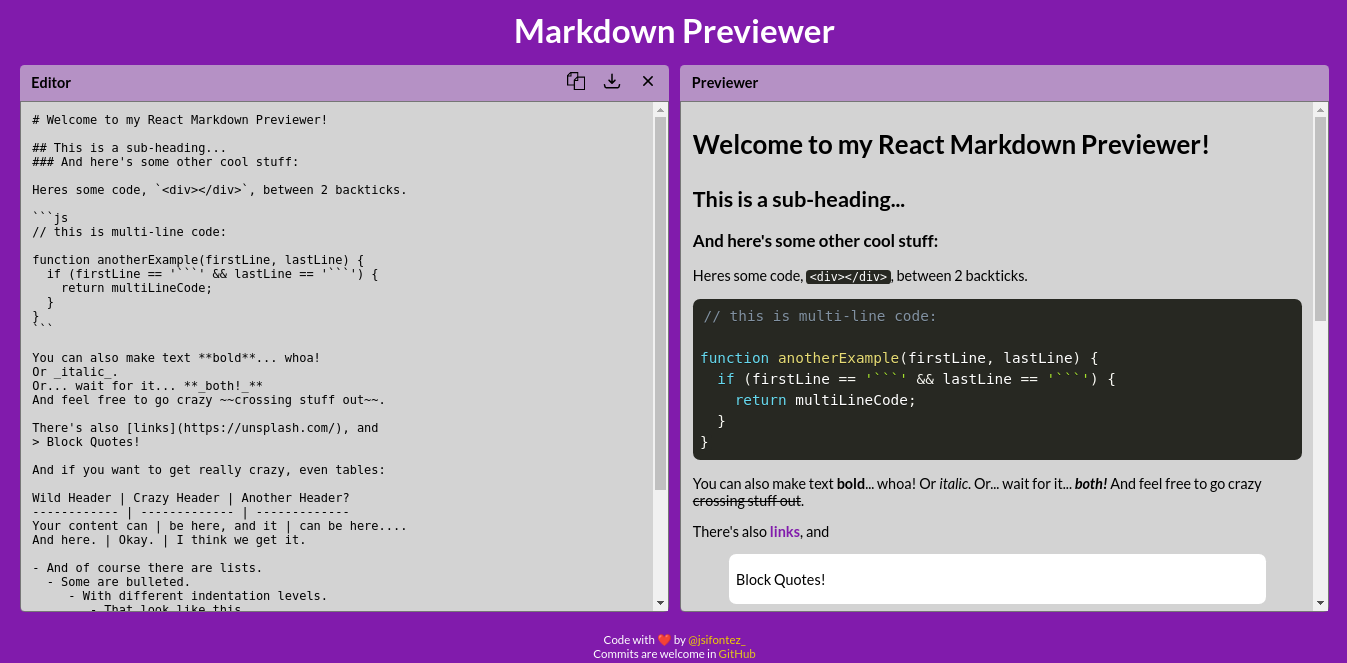 Markdown Previewer
Editor
# Welcome to my React Markdown Previewer!
## This is a sub-heading...
### And here's some other cool stuff:
Heres some code, `<div></div>`, between 2 backticks.
```js
// this is multi-line code:
function anotherExample(firstLine, lastLine) {
  if (firstLine == '```' && lastLine == '```') {
    return multiLineCode;
  }
}
```
You can also make text **bold**... whoa!
Or _italic_.
Or... wait for it... **_both!_**
And feel free to go crazy ~~crossing stuff out~~.
There's also [links](https://unsplash.com/), and
> Block Quotes!
And if you want to get really crazy, even tables:
Wild Header | Crazy Header | Another Header?
------------ | ------------- | -------------
Your content can | be here, and it | can be here....
And here. | Okay. | I think we get it.
- And of course there are lists.
  - Some are bulleted.
     - With different indentation levels.
        - That look like this
Previewer
Welcome to my React Markdown Previewer!
This is a sub-heading...
And here's some other cool stuff:
Heres some code, <div></div>, between 2 backticks.
// this is multi-line code:
function anotherExample(firstLine, lastLine) {
  if (firstLine == '```' && lastLine == '```') {
    return multiLineCode;
  }
}
You can also make text bold... whoa! Or italic. Or... wait for it... both! And feel free to go crazy
crossing stuff out.
There's also links, and
Block Quotes!
Code with ❤️ by @jsifontez_
Commits are welcome in GitHub